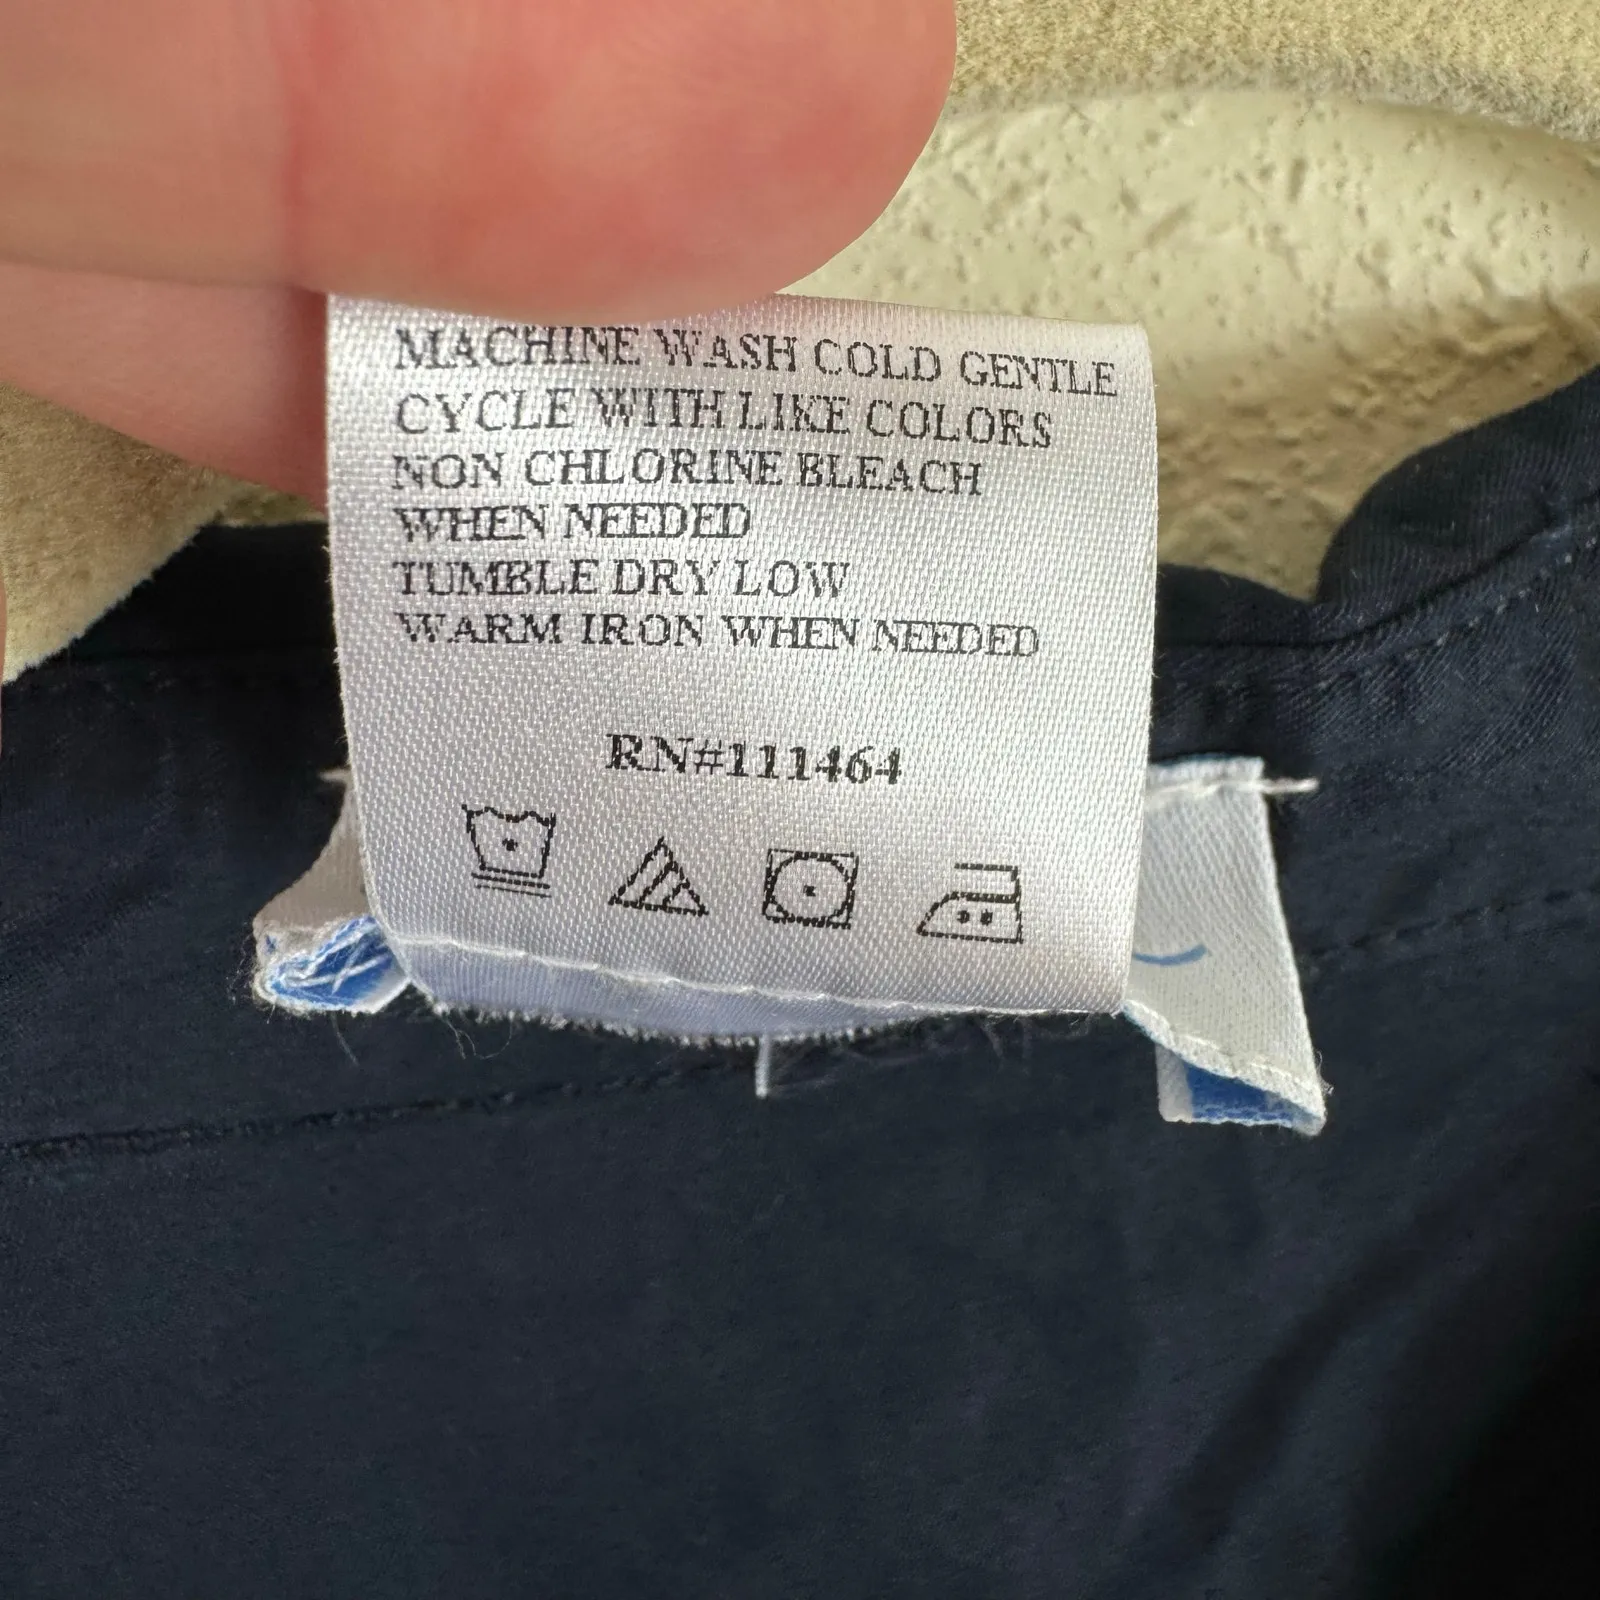 MACHINE WASH COLD GENTLE
CYCLE WITH LIKE COLORS
NON CHLORINE BLEACH
WHEN NEEDED
TUMBLE DRY LOW
WARM IRON WHEN NEEDED
RN#111464